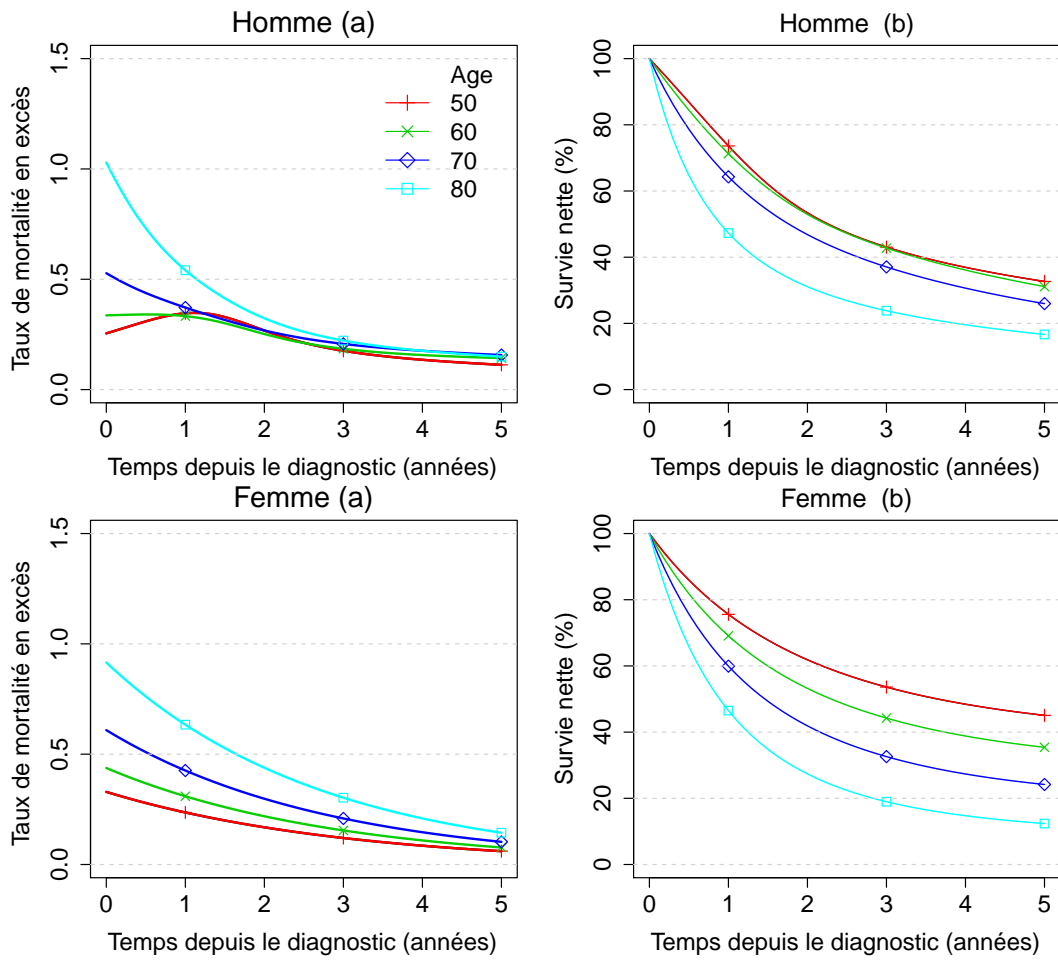 Homme (a)
Taux de mortalité en excès
0.0 0.5 1.0 1.5
Age
50
60
70
80
0 1 2 3 4 5
Temps depuis le diagnostic (années)
Homme (b)
Survie nette (%)
0 20 40 60 80 100
0 1 2 3 4 5
Temps depuis le diagnostic (années)
Femme (a)
Taux de mortalité en excès
0.0 0.5 1.0 1.5
0 1 2 3 4 5
Temps depuis le diagnostic (années)
Femme (b)
Survie nette (%)
0 20 40 60 80 100
0 1 2 3 4 5
Temps depuis le diagnostic (années)